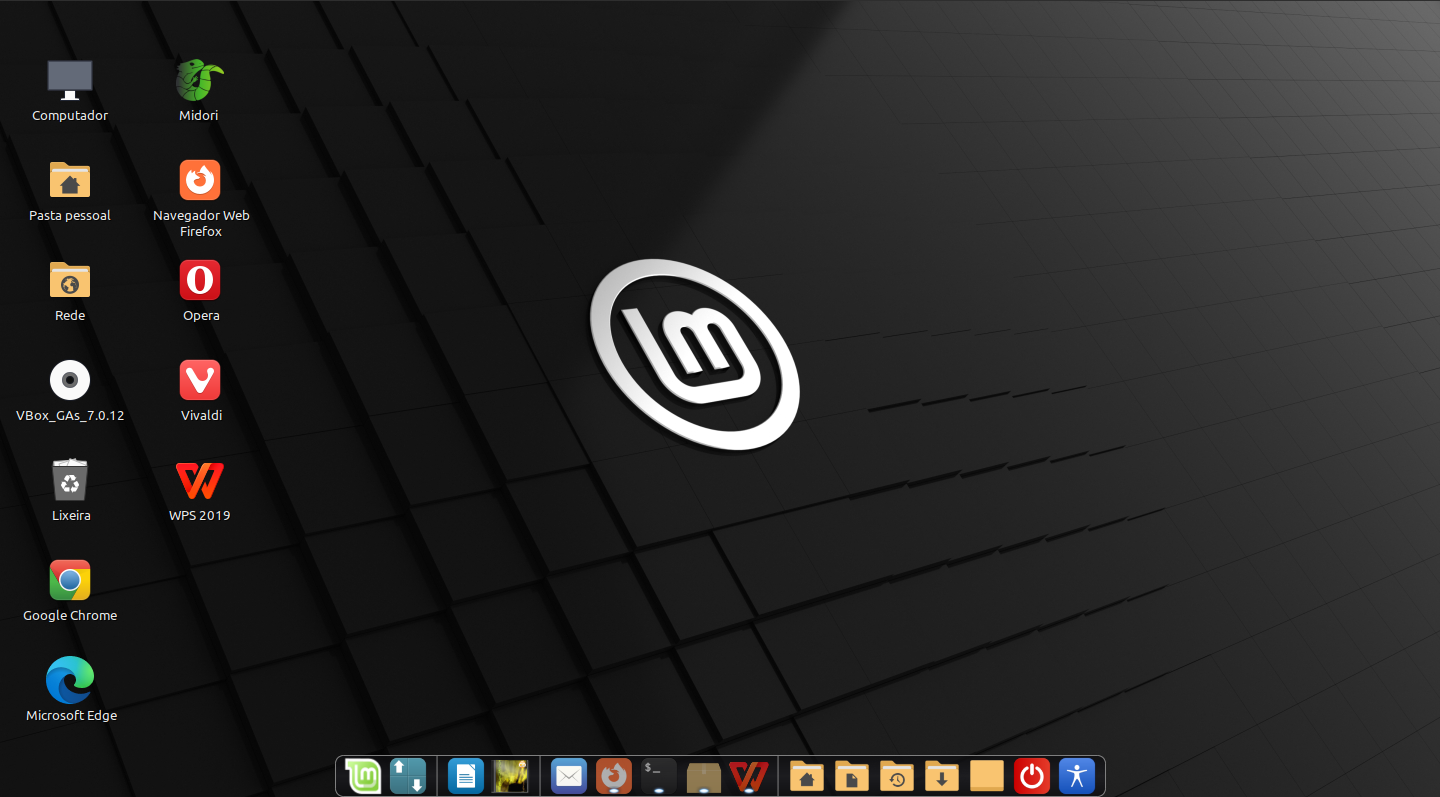 Computador
Midori
Pasta pessoal
Navegador Web
Firefox
Rede
Opera
VBox_GAs_7.0.12
Vivaldi
Lixeira
WPS 2019
Google Chrome
Microsoft Edge
lm
$_